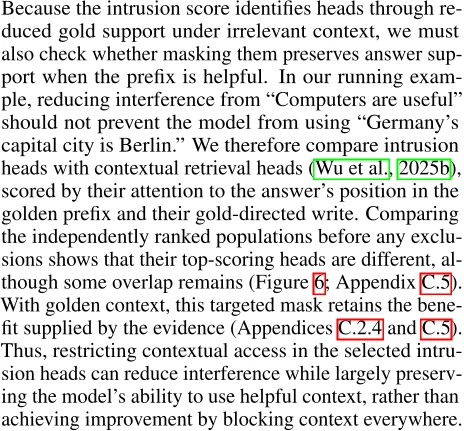 Because the intrusion score identifies heads through re-
duced gold support under irrelevant context, we must
also check whether masking them preserves answer sup-
port when the prefix is helpful. In our running exam-
ple, reducing interference from “Computers are useful”
should not prevent the model from using “Germany’s
capital city is Berlin.” We therefore compare intrusion
heads with contextual retrieval heads (Wu et al., 2025b),
scored by their attention to the answer’s position in the
golden prefix and their gold-directed write. Comparing
the independently ranked populations before any exclu-
sions shows that their top-scoring heads are different, al-
though some overlap remains (Figure 6; Appendix C.5).
With golden context, this targeted mask retains the bene-
fit supplied by the evidence (Appendices C.2.4 and C.5).
Thus, restricting contextual access in the selected intru-
sion heads can reduce interference while largely preserv-
ing the model’s ability to use helpful context, rather than
achieving improvement by blocking context everywhere.